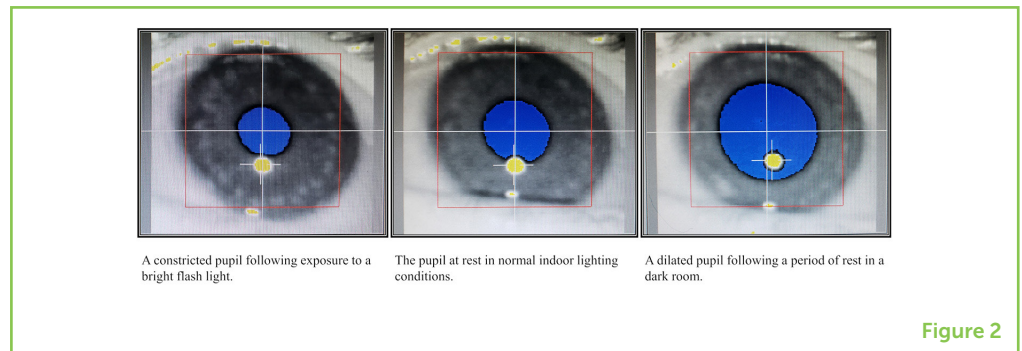 A constricted pupil following exposure to a
bright flash light.
The pupil at rest in normal indoor lighting
conditions.
A dilated pupil following a period of rest in a
dark room.
Figure 2